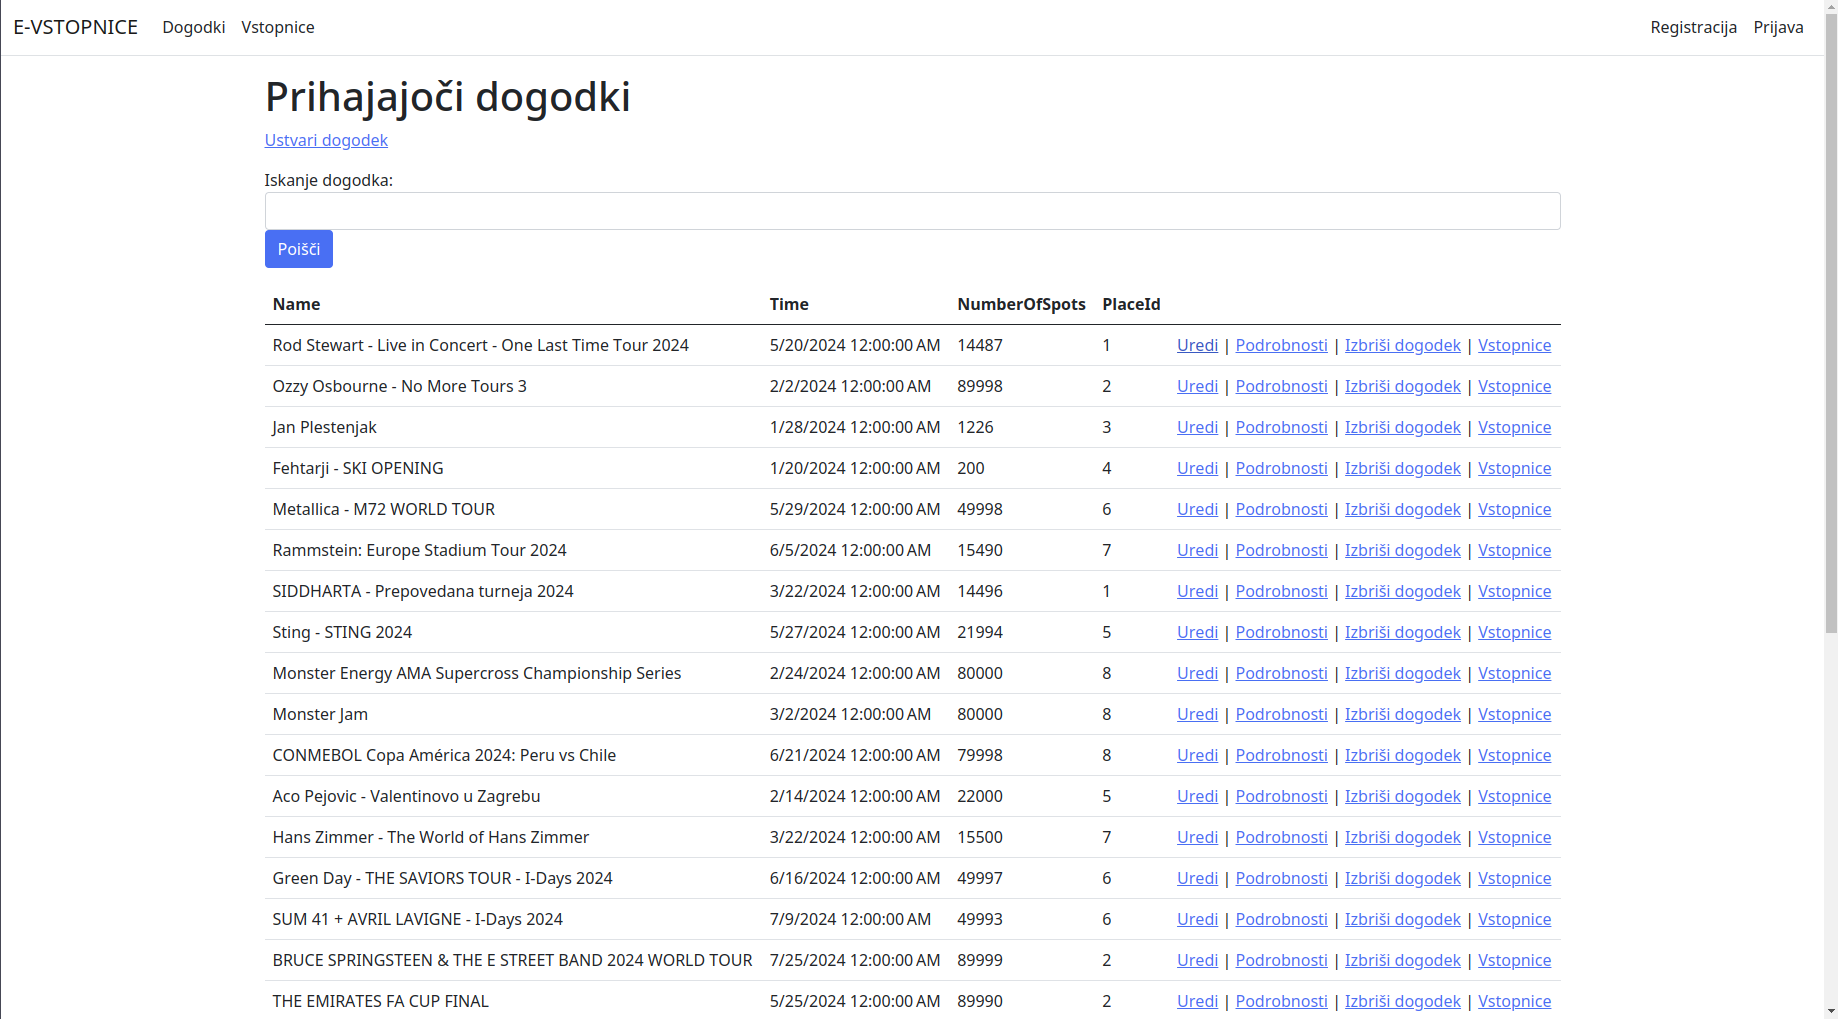 E-VSTOPNICE Dogodki Vstopnice Registracija Prijava
Prihajajoči dogodki
Ustvari dogodek
Iskanje dogodka:
Poišči
Name Time NumberOfSpots PlaceId
Rod Stewart - Live in Concert - One Last Time Tour 2024 5/20/2024 12:00:00 AM 14487 1 Uredi | Podrobnosti | Izbriši dogodek | Vstopnice
Ozzy Osbourne - No More Tours 3 2/2/2024 12:00:00 AM 89998 2 Uredi | Podrobnosti | Izbriši dogodek | Vstopnice
Jan Plestenjak 1/28/2024 12:00:00 AM 1226 3 Uredi | Podrobnosti | Izbriši dogodek | Vstopnice
Fehtarji - SKI OPENING 1/20/2024 12:00:00 AM 200 4 Uredi | Podrobnosti | Izbriši dogodek | Vstopnice
Metallica - M72 WORLD TOUR 5/29/2024 12:00:00 AM 49998 6 Uredi | Podrobnosti | Izbriši dogodek | Vstopnice
Rammstein: Europe Stadium Tour 2024 6/5/2024 12:00:00 AM 15490 7 Uredi | Podrobnosti | Izbriši dogodek | Vstopnice
SIDDHARTA - Prepovedana turneja 2024 3/22/2024 12:00:00 AM 14496 1 Uredi | Podrobnosti | Izbriši dogodek | Vstopnice
Sting - STING 2024 5/27/2024 12:00:00 AM 21994 5 Uredi | Podrobnosti | Izbriši dogodek | Vstopnice
Monster Energy AMA Supercross Championship Series 2/24/2024 12:00:00 AM 80000 8 Uredi | Podrobnosti | Izbriši dogodek | Vstopnice
Monster Jam 3/2/2024 12:00:00 AM 80000 8 Uredi | Podrobnosti | Izbriši dogodek | Vstopnice
CONMEBOL Copa América 2024: Peru vs Chile 6/21/2024 12:00:00 AM 79998 8 Uredi | Podrobnosti | Izbriši dogodek | Vstopnice
Aco Pejovic - Valentinovo u Zagrebu 2/14/2024 12:00:00 AM 22000 5 Uredi | Podrobnosti | Izbriši dogodek | Vstopnice
Hans Zimmer - The World of Hans Zimmer 3/22/2024 12:00:00 AM 15500 7 Uredi | Podrobnosti | Izbriši dogodek | Vstopnice
Green Day - THE SAVIORS TOUR - I-Days 2024 6/16/2024 12:00:00 AM 49997 6 Uredi | Podrobnosti | Izbriši dogodek | Vstopnice
SUM 41 + AVRIL LAVIGNE - I-Days 2024 7/9/2024 12:00:00 AM 49993 6 Uredi | Podrobnosti | Izbriši dogodek | Vstopnice
BRUCE SPRINGSTEEN & THE E STREET BAND 2024 WORLD TOUR 7/25/2024 12:00:00 AM 89999 2 Uredi | Podrobnosti | Izbriši dogodek | Vstopnice
THE EMIRATES FA CUP FINAL 5/25/2024 12:00:00 AM 89990 2 Uredi | Podrobnosti | Izbriši dogodek | Vstopnice